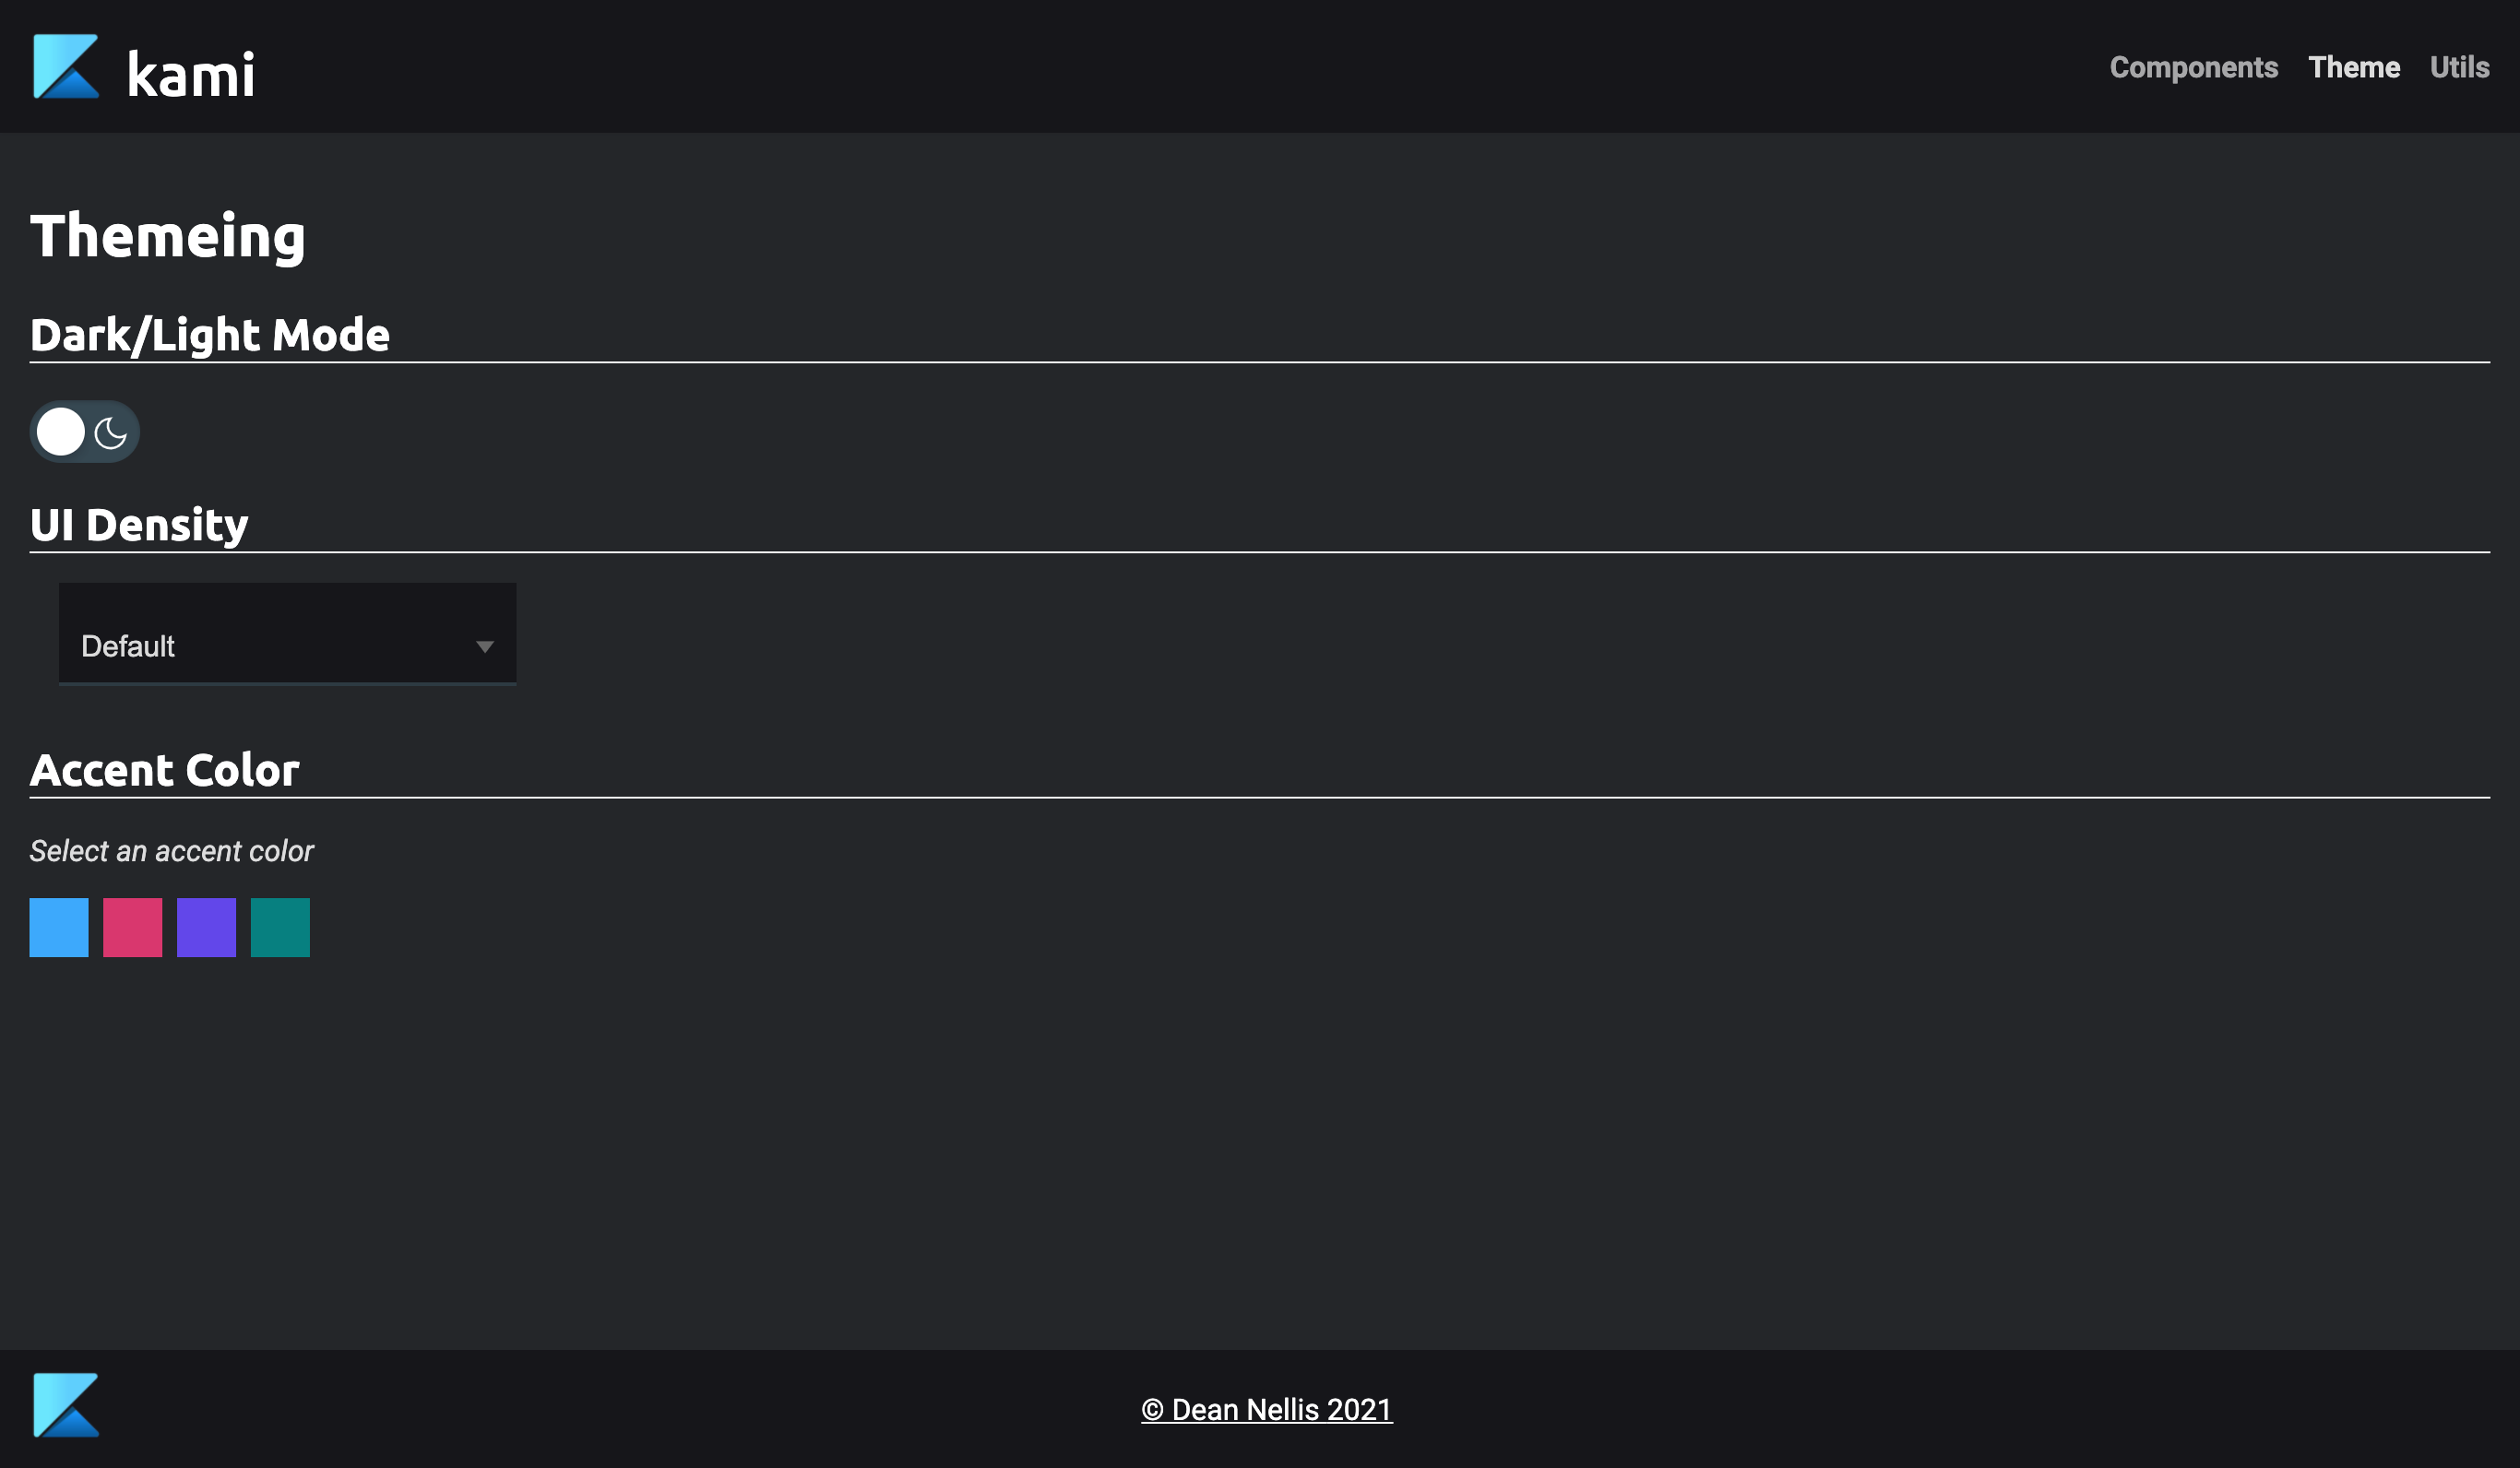 kami
Components Theme Utils
Themeing
Dark/Light Mode
UI Density
Default
Accent Color
Select an accent color
© Dean Nellis 2021